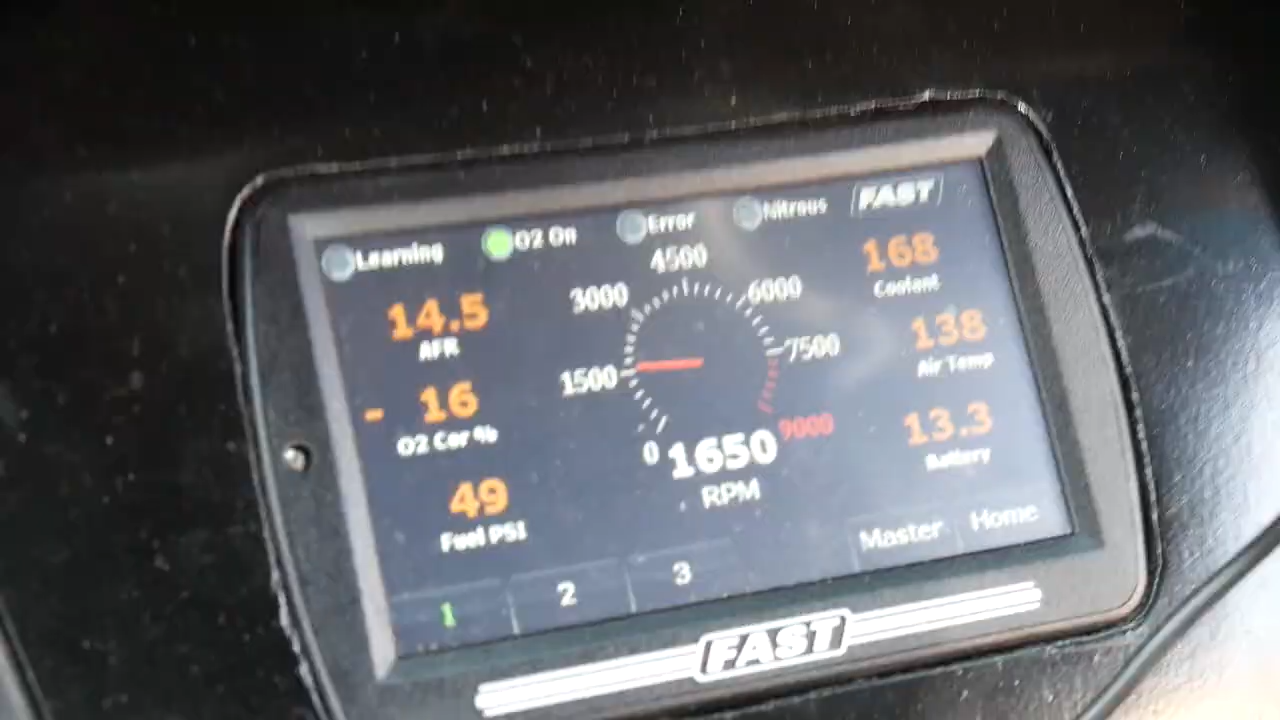 Learning
O2 On
Error
Nitrous
FAST
14.5
AFR
- 16
O2 Cor %
49
Fuel PSI
0
1500
3000
4500
6000
7500
9000
1650
RPM
168
Coolant
138
Air Temp
13.3
Battery
1
2
3
Master
Home
FAST